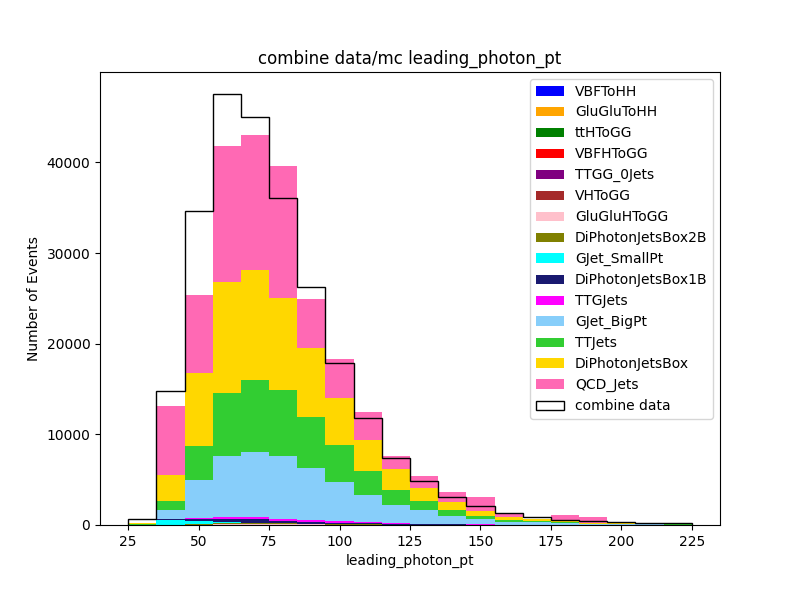 combine data/mc leading_photon_pt
Number of Events
40000
30000
20000
10000
0
25
50
75
100
125
150
175
200
225
leading_photon_pt
VBFToHH
GluGluToHH
ttHToGG
VBFHToGG
TTGG_0Jets
VHToGG
GluGluHToGG
DiPhotonJetsBox2B
GJet_SmallPt
DiPhotonJetsBox1B
TTGJets
GJet_BigPt
TTJets
DiPhotonJetsBox
QCD_Jets
combine data